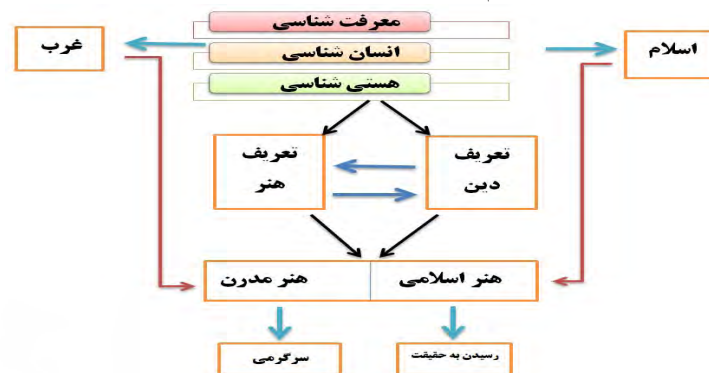 معرفت شناسی
انسان شناسی
هستی شناسی
اسلام
غرب
تعریف
دین
تعریف
هنر
هنر اسلامی
هنر مدرن
رسیدن به حقیقت
سرگرمی